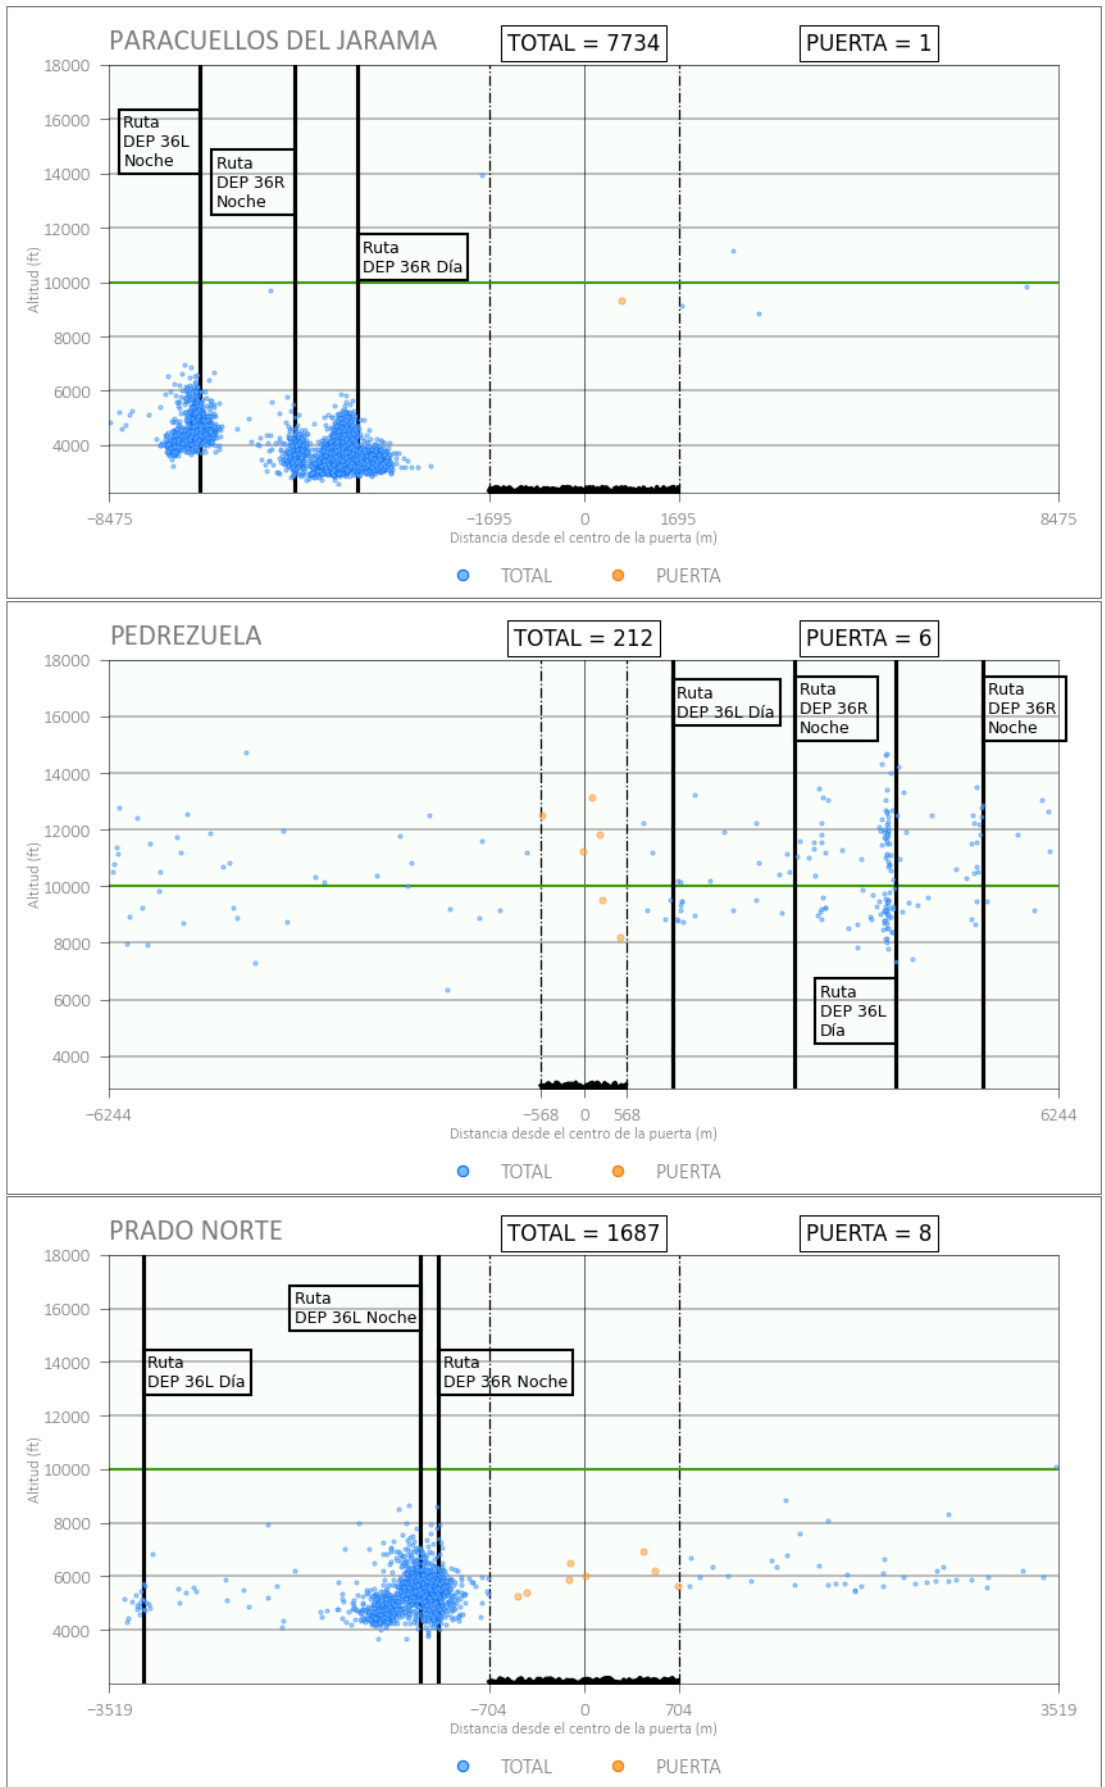 PARACUELLOS DEL JARAMA
TOTAL = 7734
PUERTA = 1
18000
16000
14000
12000
10000
8000
6000
4000
Altitud (ft)
Ruta
DEP 36L
Noche
Ruta
DEP 36R
Noche
Ruta
DEP 36R Día
−8475
−1695
0
1695
8475
Distancia desde el centro de la puerta (m)
TOTAL
PUERTA
PEDREZUELA
TOTAL = 212
PUERTA = 6
18000
16000
14000
12000
10000
8000
6000
4000
Altitud (ft)
Ruta
DEP 36L Día
Ruta
DEP 36R
Noche
Ruta
DEP 36R
Noche
Ruta
DEP 36L
Día
−6244
−568
0
568
6244
Distancia desde el centro de la puerta (m)
TOTAL
PUERTA
PRADO NORTE
TOTAL = 1687
PUERTA = 8
18000
16000
14000
12000
10000
8000
6000
4000
Altitud (ft)
Ruta
DEP 36L Noche
Ruta
DEP 36L Día
Ruta
DEP 36R Noche
−3519
−704
0
704
3519
Distancia desde el centro de la puerta (m)
TOTAL
PUERTA